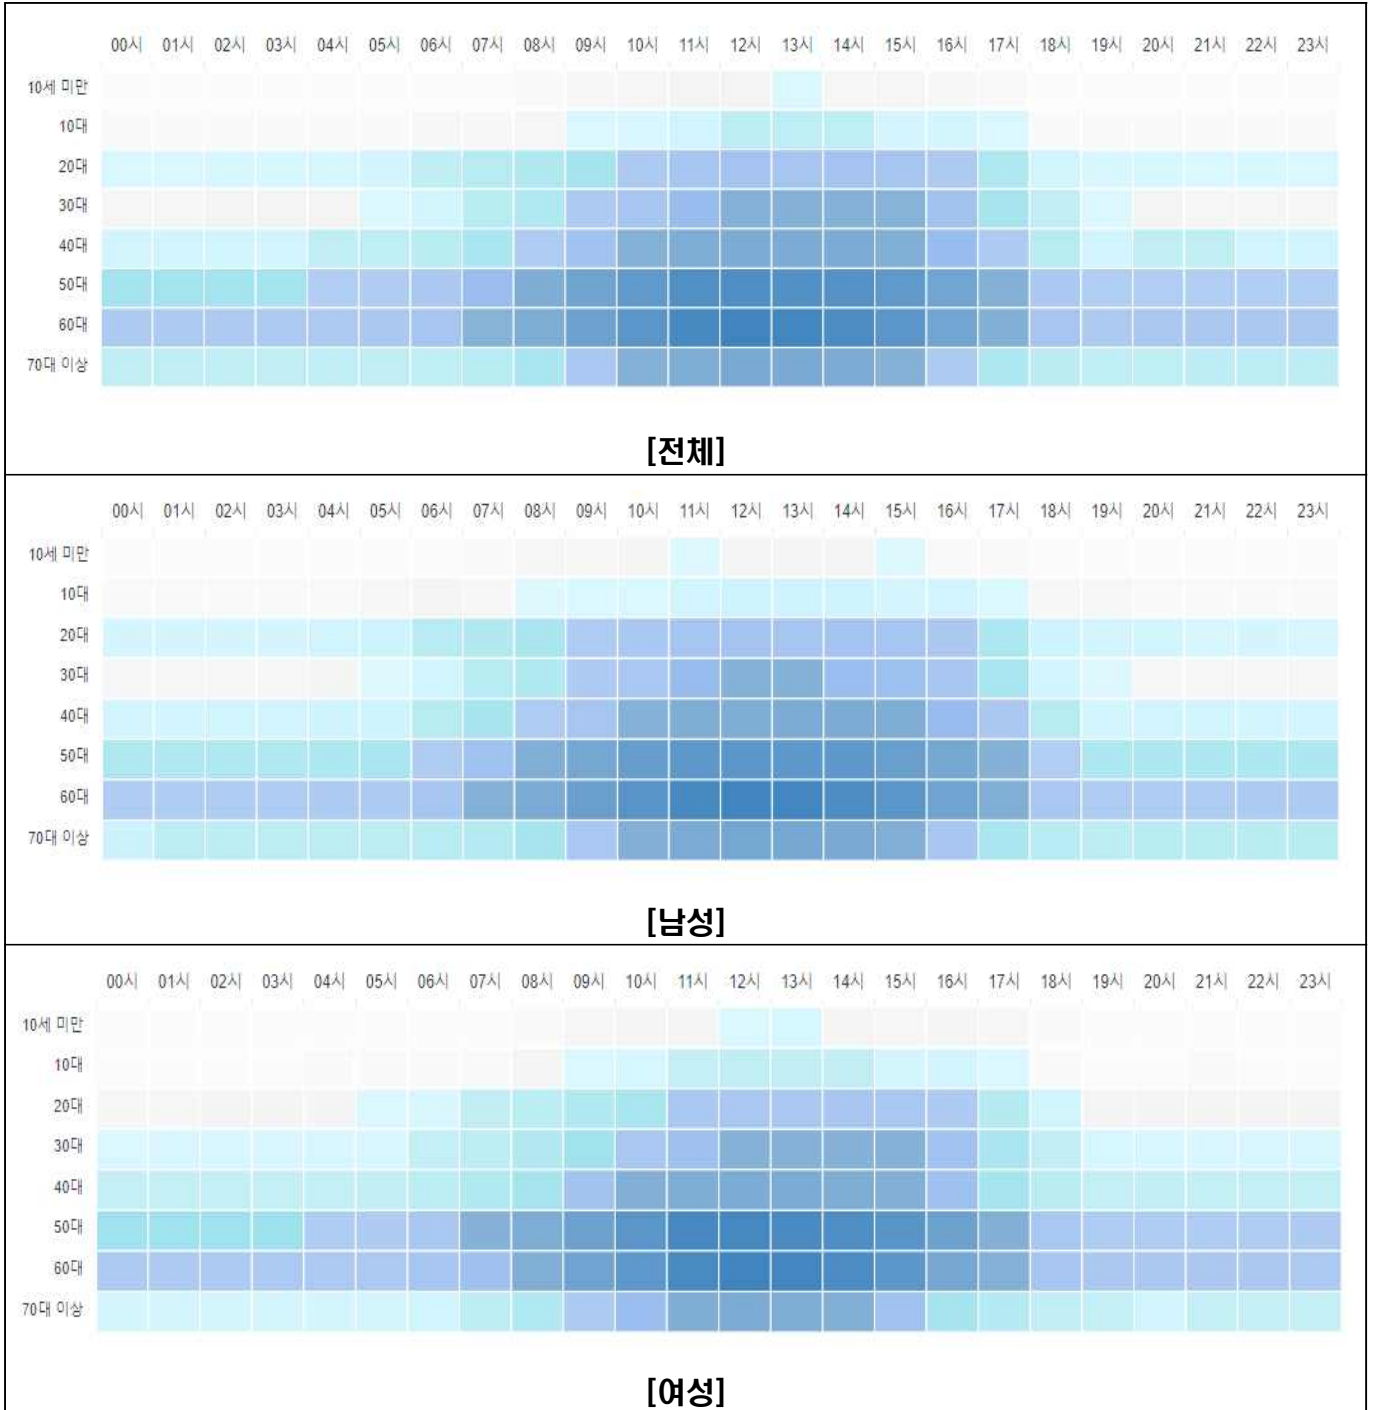 00시 01시 02시 03시 04시 05시 06시 07시 08시 09시 10시 11시 12시 13시 14시 15시 16시 17시 18시 19시 20시 21시 22시 23시
10세 미만
10대
20대
30대
40대
50대
60대
70대 이상
[전체]
00시 01시 02시 03시 04시 05시 06시 07시 08시 09시 10시 11시 12시 13시 14시 15시 16시 17시 18시 19시 20시 21시 22시 23시
10세 미만
10대
20대
30대
40대
50대
60대
70대 이상
[남성]
00시 01시 02시 03시 04시 05시 06시 07시 08시 09시 10시 11시 12시 13시 14시 15시 16시 17시 18시 19시 20시 21시 22시 23시
10세 미만
10대
20대
30대
40대
50대
60대
70대 이상
[여성]